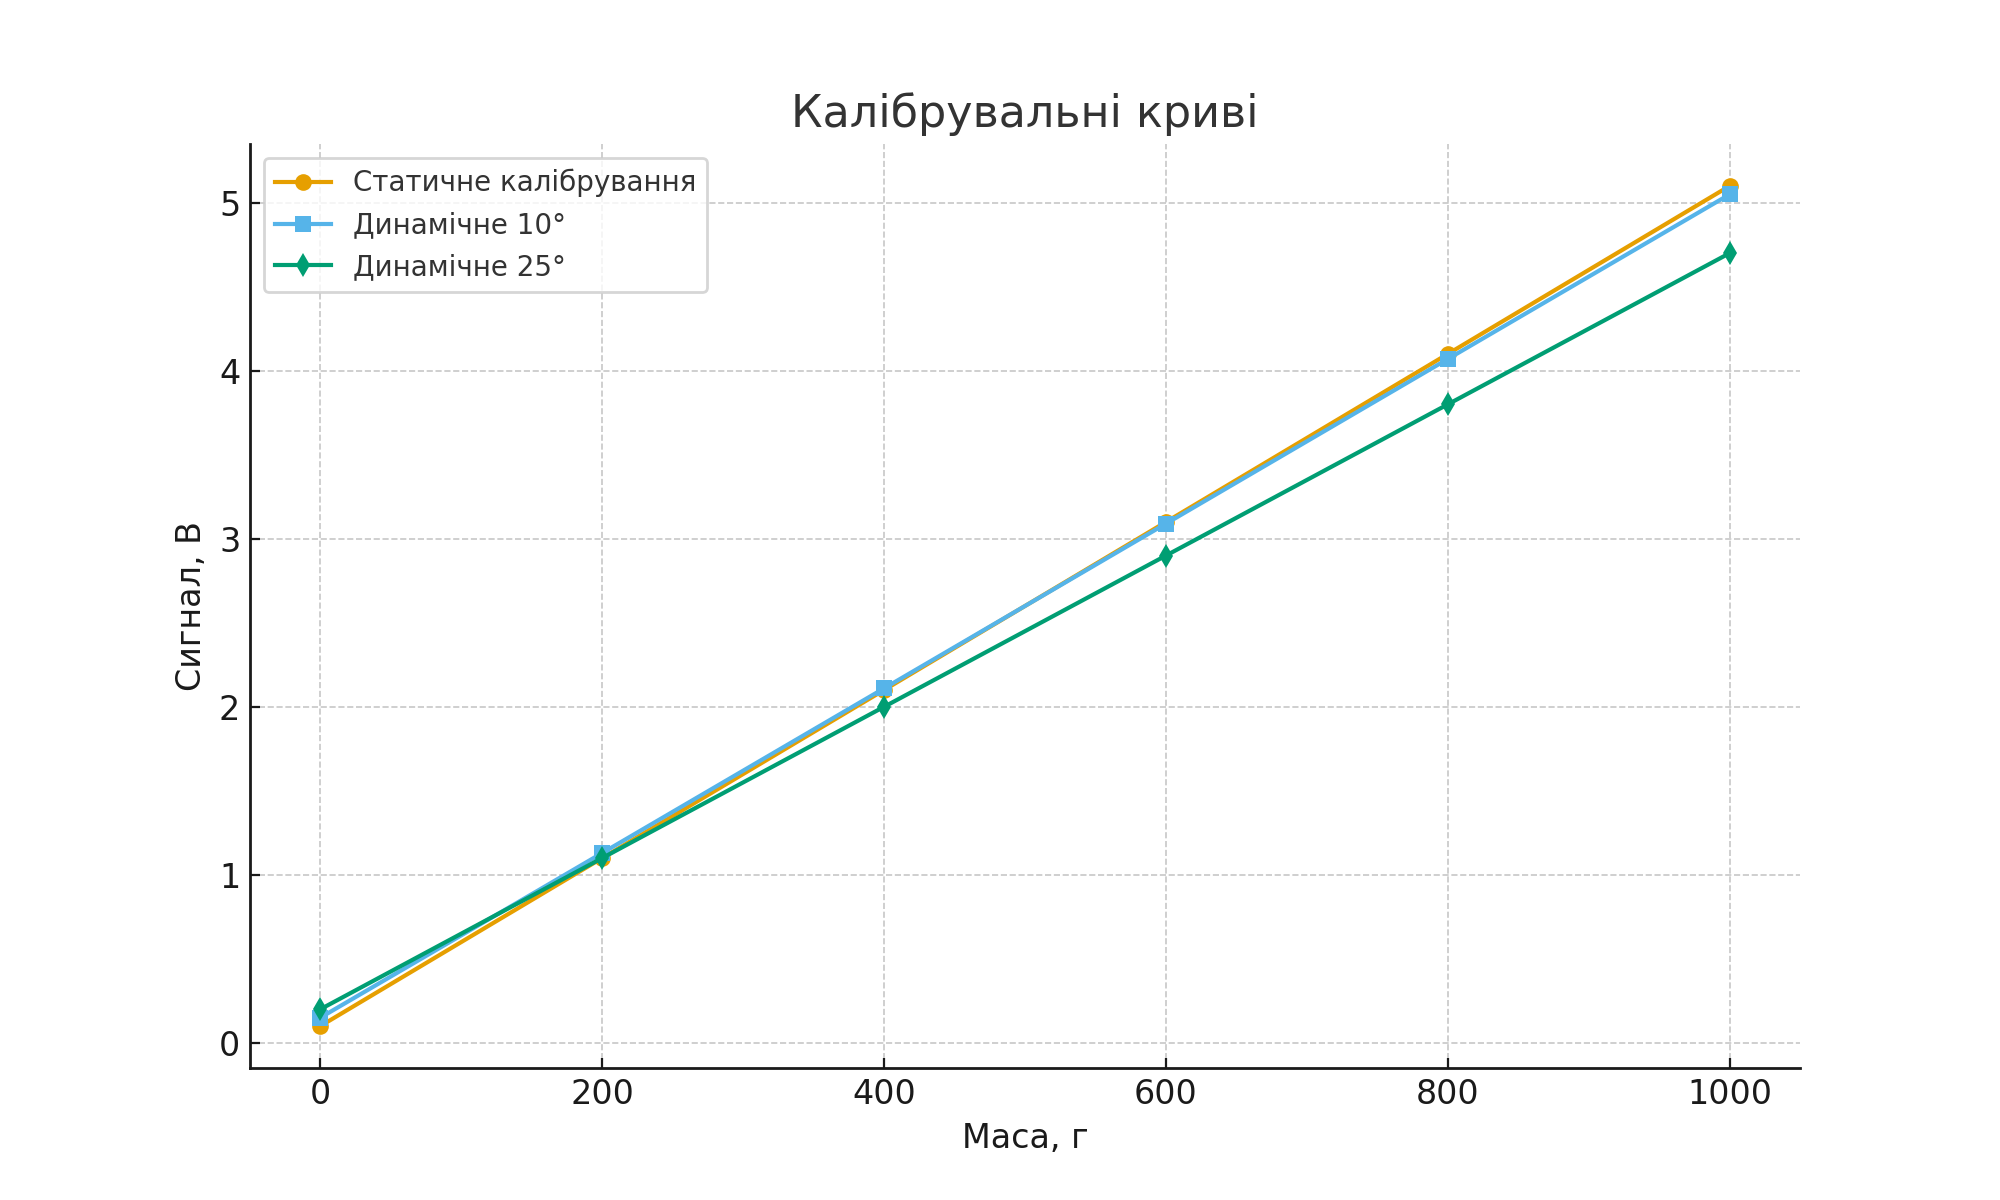 Калібрувальні криві
Статичне калібрування
Динамічне 10°
Динамічне 25°
5
4
3
2
1
0
Сигнал, В
0 200 400 600 800 1000
Маса, г